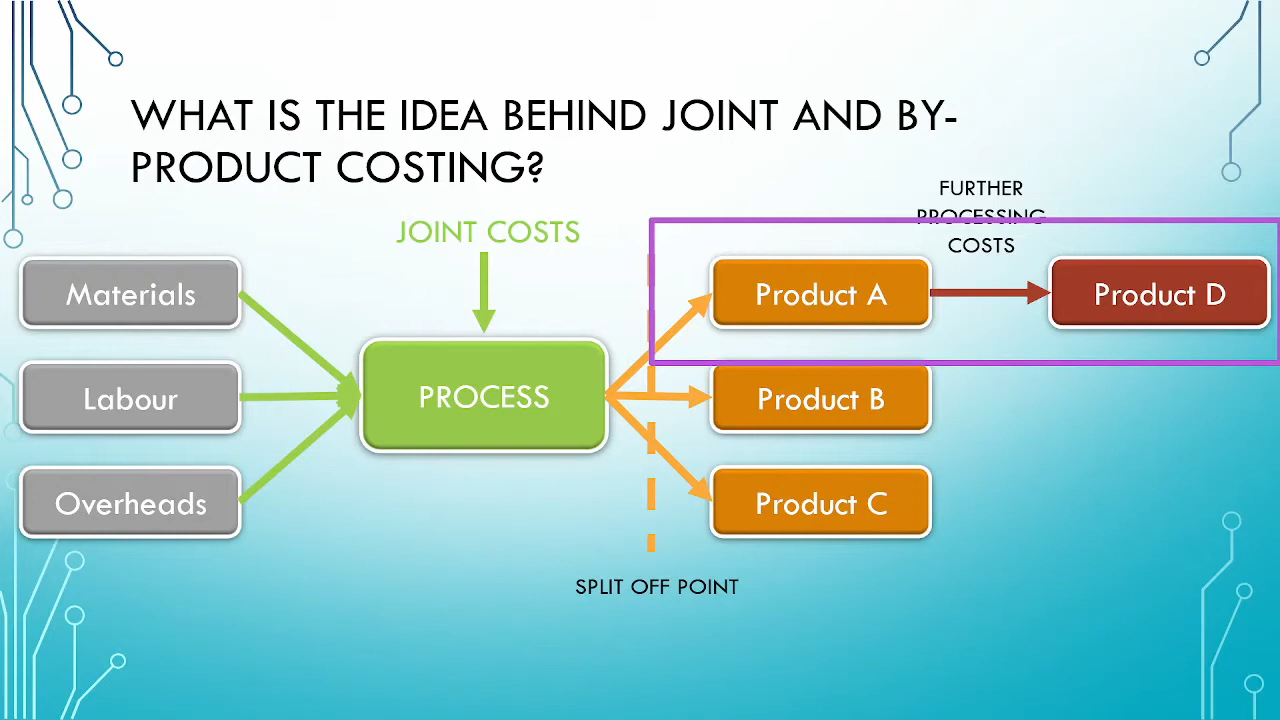 WHAT IS THE IDEA BEHIND JOINT AND BY-
PRODUCT COSTING?
FURTHER
PROCESSING
COSTS
JOINT COSTS
Materials
Labour
Overheads
PROCESS
Product A
Product D
Product B
Product C
SPLIT OFF POINT